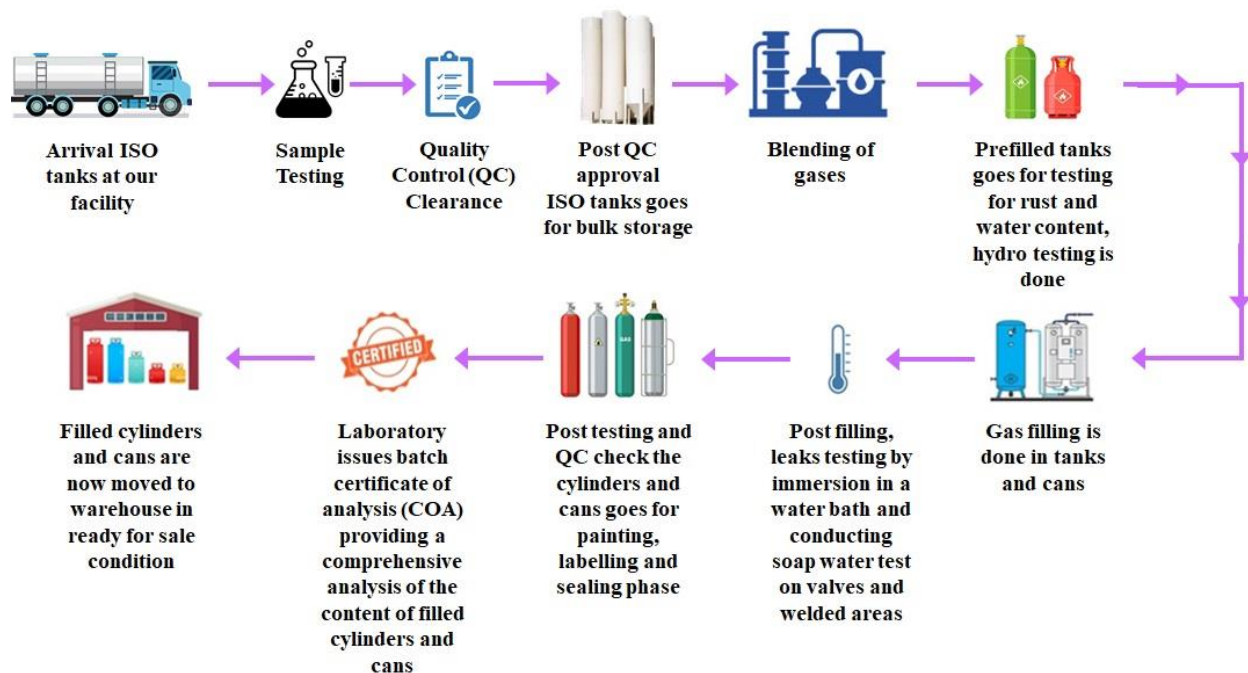 Arrival ISO
tanks at our
facility
Sample
Testing
Quality
Control (QC)
Clearance
Post QC
approval
ISO tanks goes
for bulk storage
Blending of
gases
Prefilled tanks
goes for testing
for rust and
water content,
hydro testing is
done
Gas filling is
done in tanks
and cans
Post filling,
leaks testing by
immersion in a
water bath and
conducting
soap water test
on valves and
welded areas
GAS
Post testing and
QC check the
cylinders and
cans goes for
painting,
labelling and
sealing phase
CERTIFIED
Laboratory
issues batch
certificate of
analysis (COA)
providing a
comprehensive
analysis of the
content of filled
cylinders and
cans
Filled cylinders
and cans are
now moved to
warehouse in
ready for sale
condition